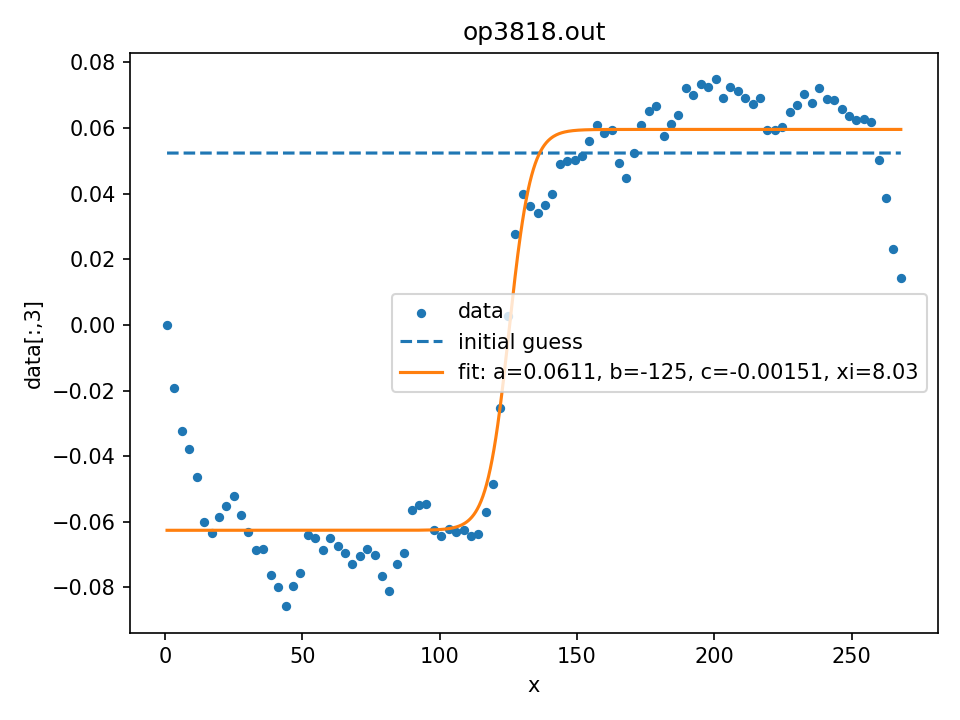 op3818.out
0.08
0.06
0.04
0.02
0.00
−0.02
−0.04
−0.06
−0.08
data[:,3]
data
initial guess
fit: a=0.0611, b=-125, c=-0.00151, xi=8.03
0 50 100 150 200 250
x